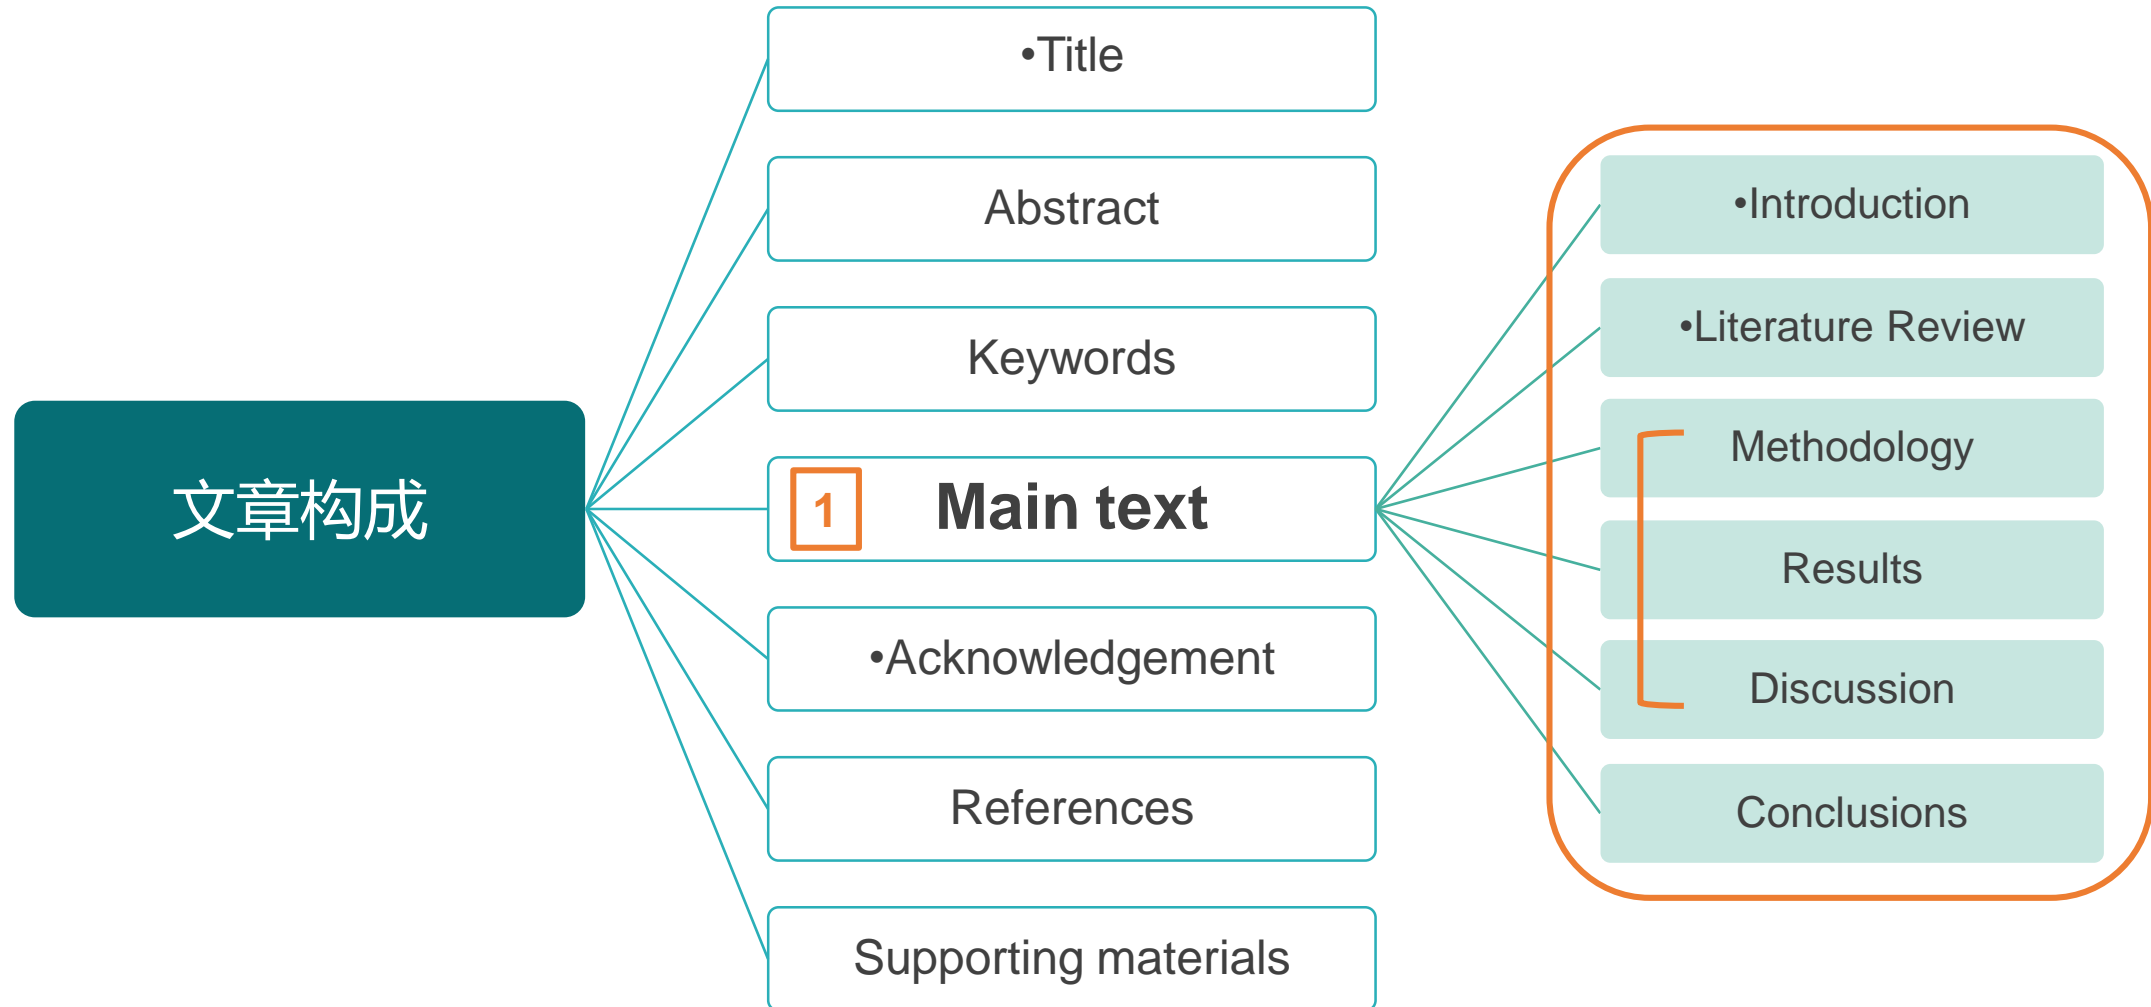 文章构成
•Title
Abstract
Keywords
1
Main text
•Acknowledgement
References
Supporting materials
•Introduction
•Literature Review
Methodology
Results
Discussion
Conclusions